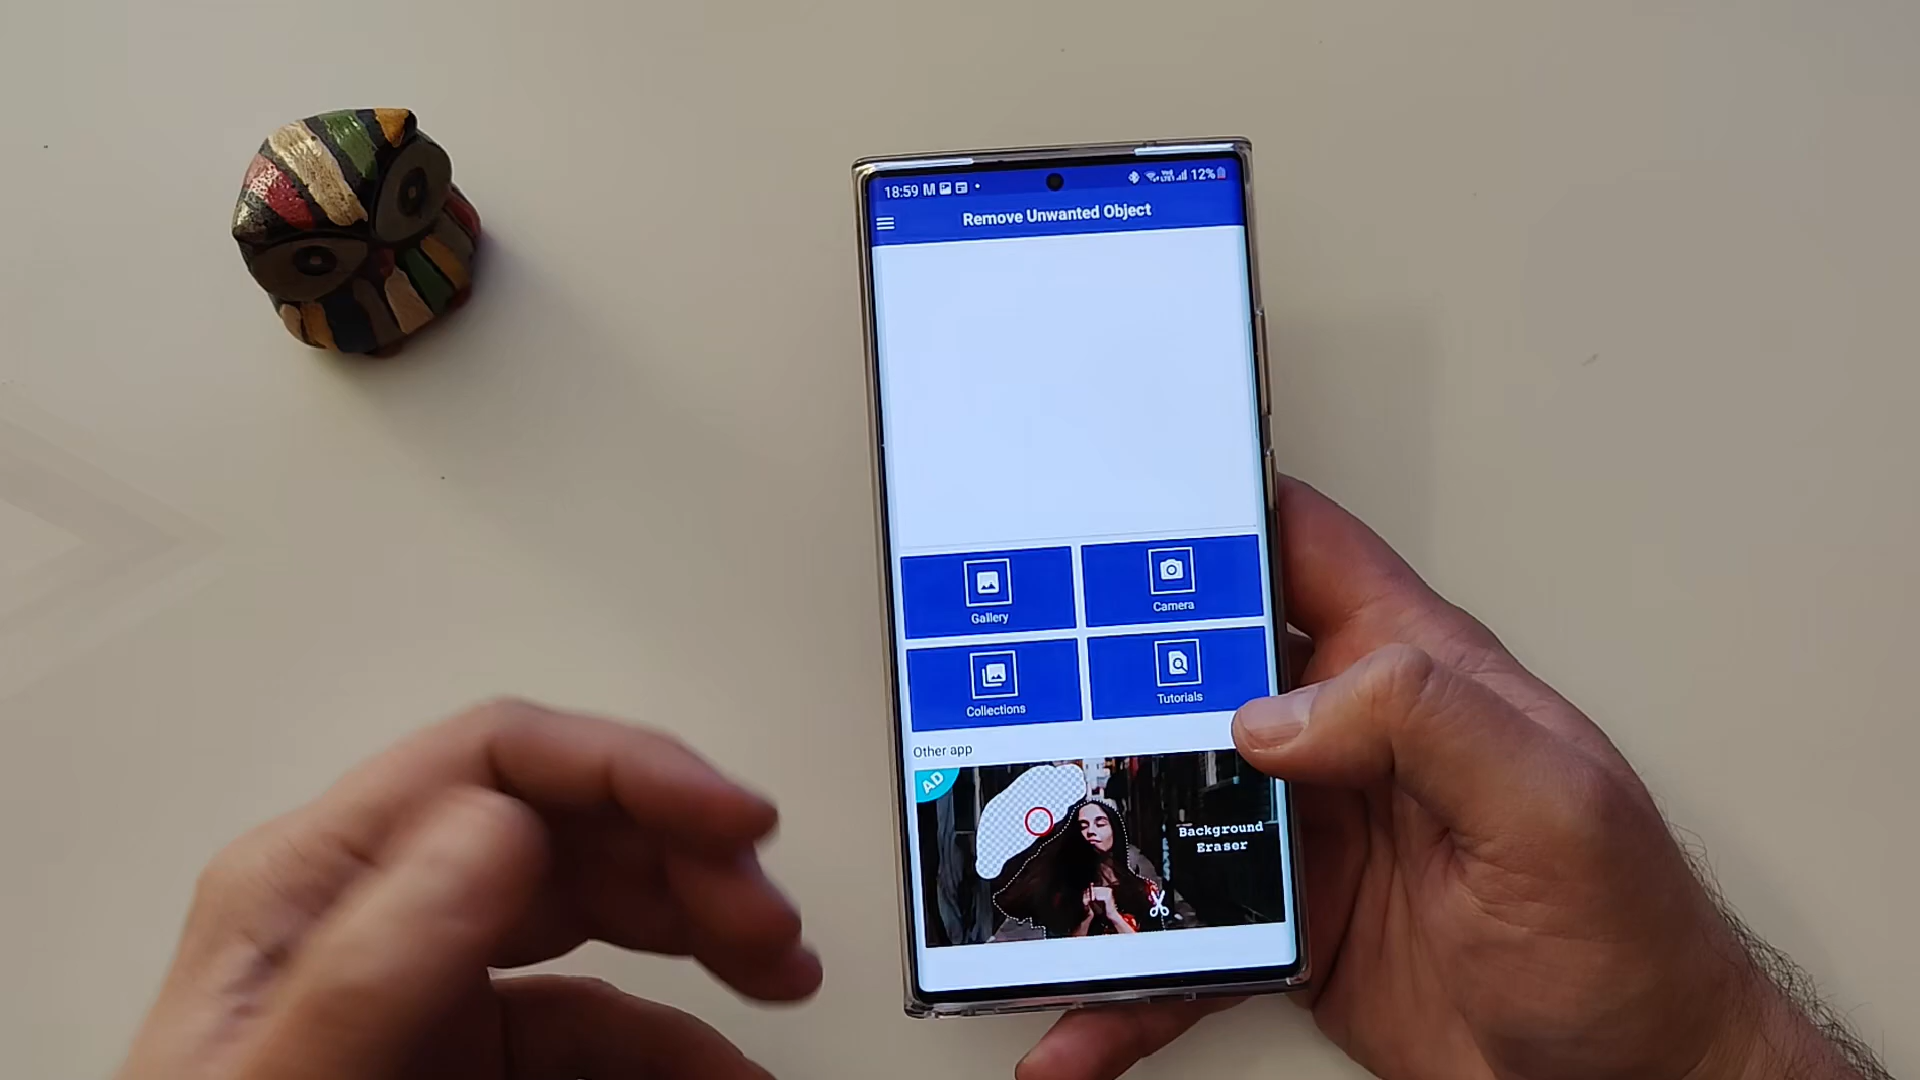 18:59 M 12%
Remove Unwanted Object
Gallery
Camera
Collections
Tutorials
Other app
AD
Background
Eraser